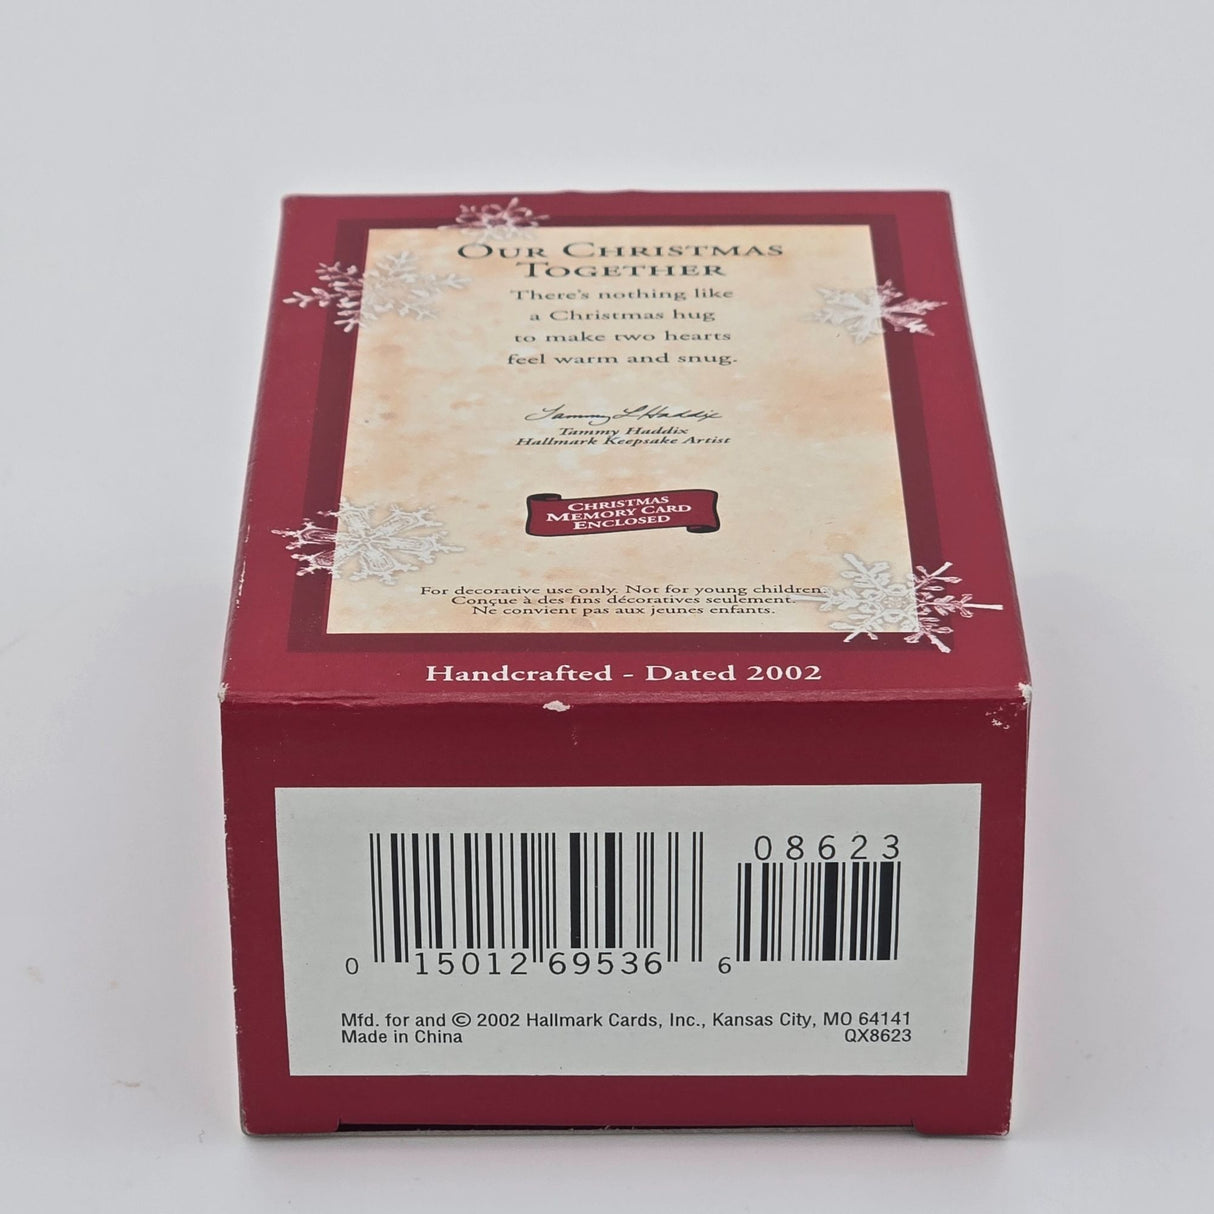 OUR CHRISTMAS
TOGETHER
There's nothing like
a Christmas hug
to make two hearts
feel warm and snug.
Tammy L Haddix
Tammy Haddix
Hallmark Keepsake Artist
CHRISTMAS
MEMORY CARD
ENCLOSED
For decorative use only. Not for young children.
Conçue à des fins décoratives seulement.
Ne convient pas aux jeunes enfants.
Handcrafted - Dated 2002
08623
0 15012 69536 6
Mfd. for and © 2002 Hallmark Cards, Inc., Kansas City, MO 64141
Made in China QX8623